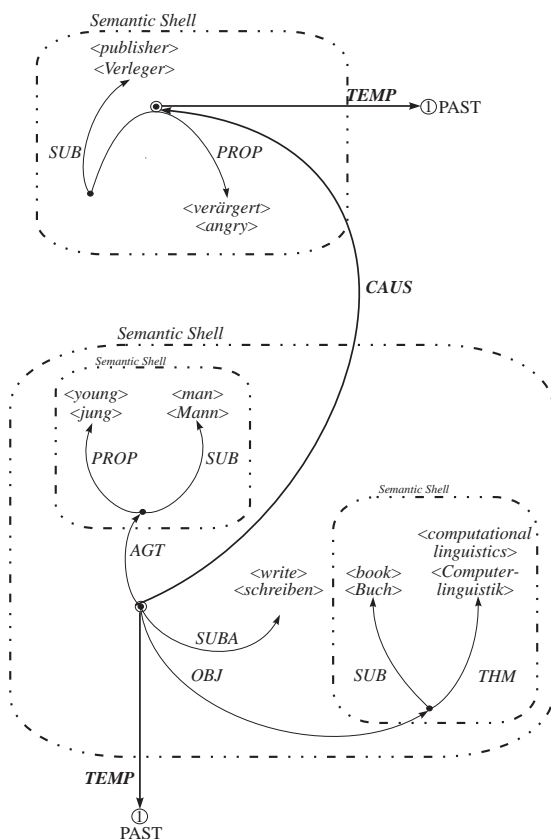 Semantic Shell
<publisher>
<Verleger>
TEMP
① PAST
SUB
PROP
<verärgert>
<angry>
CAUS
Semantic Shell
Semantic Shell
<young> <man>
<jung> <Mann>
PROP SUB
Semantic Shell
<computational
linguistics>
AGT
<write> <book> <Computer-
<schreiben> <Buch> linguistik>
SUBA
OBJ SUB THM
TEMP
①
PAST